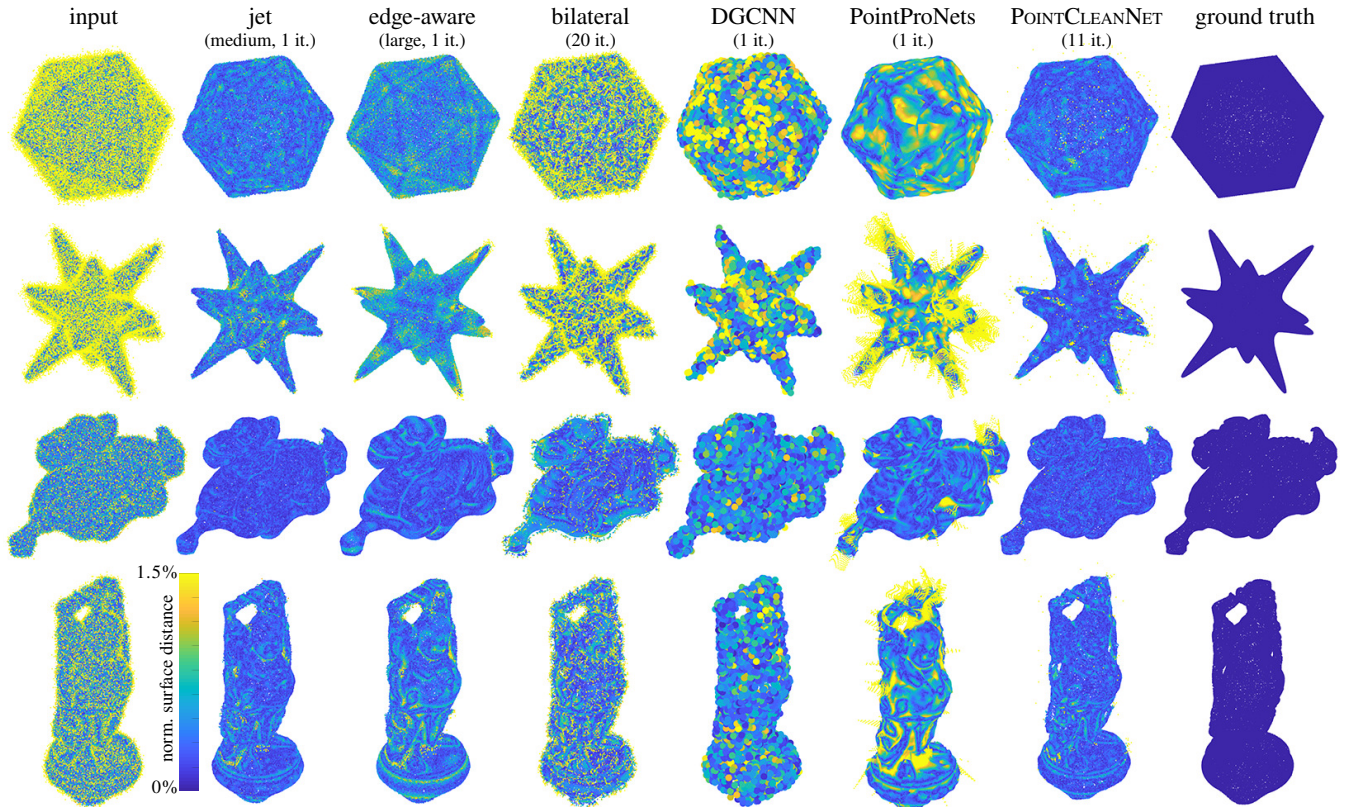 input jet edge-aware bilateral DGCNN PointProNets POINTCLEANNET ground truth
(medium, 1 it.) (large, 1 it.) (20 it.) (1 it.) (1 it.) (11 it.)
1.5%
norm. surface distance
0%